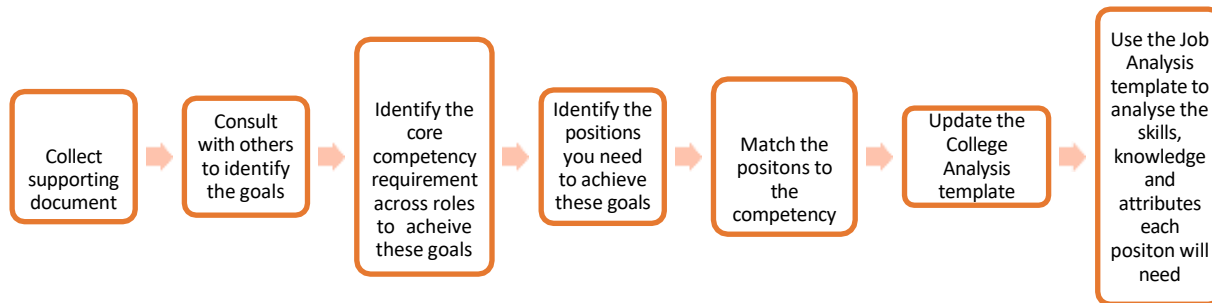 Collect
supporting
document
Consult
with others
to identify
the goals
Identify the
core
competency
requirement
across roles
to acheive
these goals
Identify the
positions
you need
to achieve
these goals
Match the
positons to
the
competency
Update the
College
Analysis
template
Use the Job
Analysis
template to
analyse the
skills,
knowledge
and
attributes
each
positon will
need